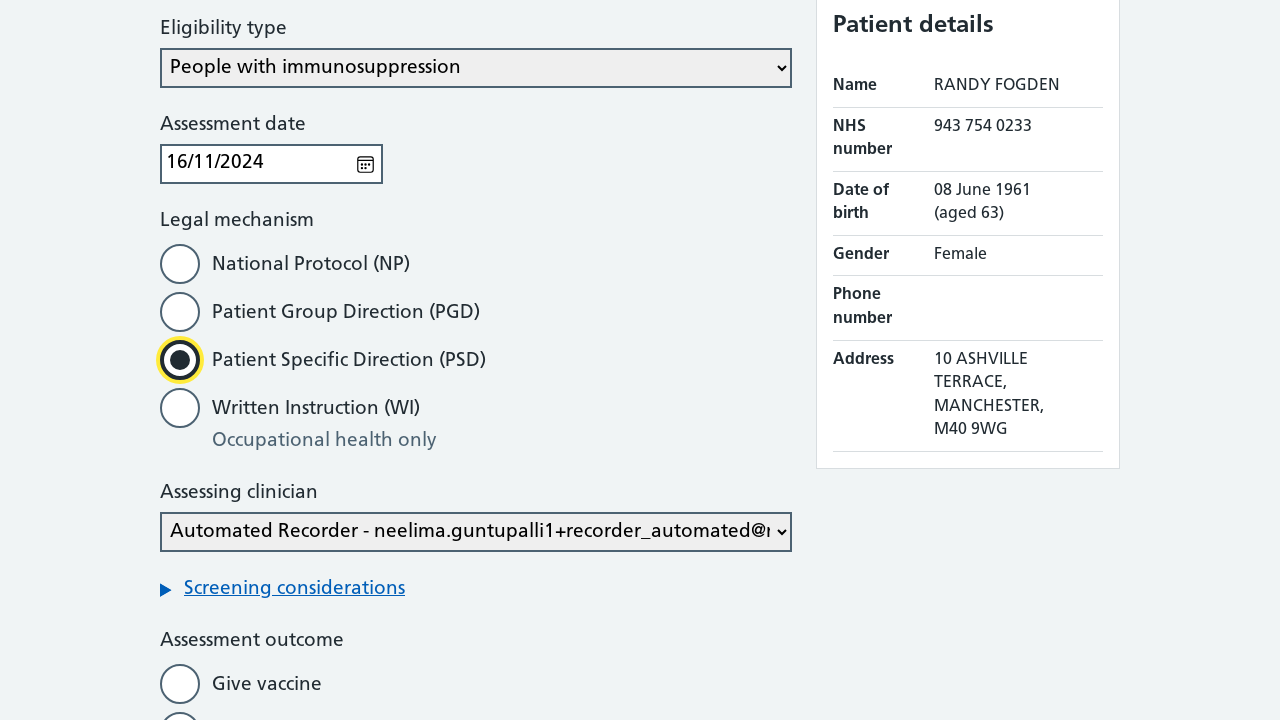 Eligibility type
People with immunosuppression
Assessment date
16/11/2024
Legal mechanism
National Protocol (NP)
Patient Group Direction (PGD)
Patient Specific Direction (PSD)
Written Instruction (WI)
Occupational health only
Assessing clinician
Automated Recorder - neelima.guntupalli1+recorder_automated@
Screening considerations
Assessment outcome
Give vaccine
Patient details
Name RANDY FOGDEN
NHS number 943 754 0233
Date of birth 08 June 1961 (aged 63)
Gender Female
Phone number
Address 10 ASHVILLE
TERRACE,
MANCHESTER,
M40 9WG